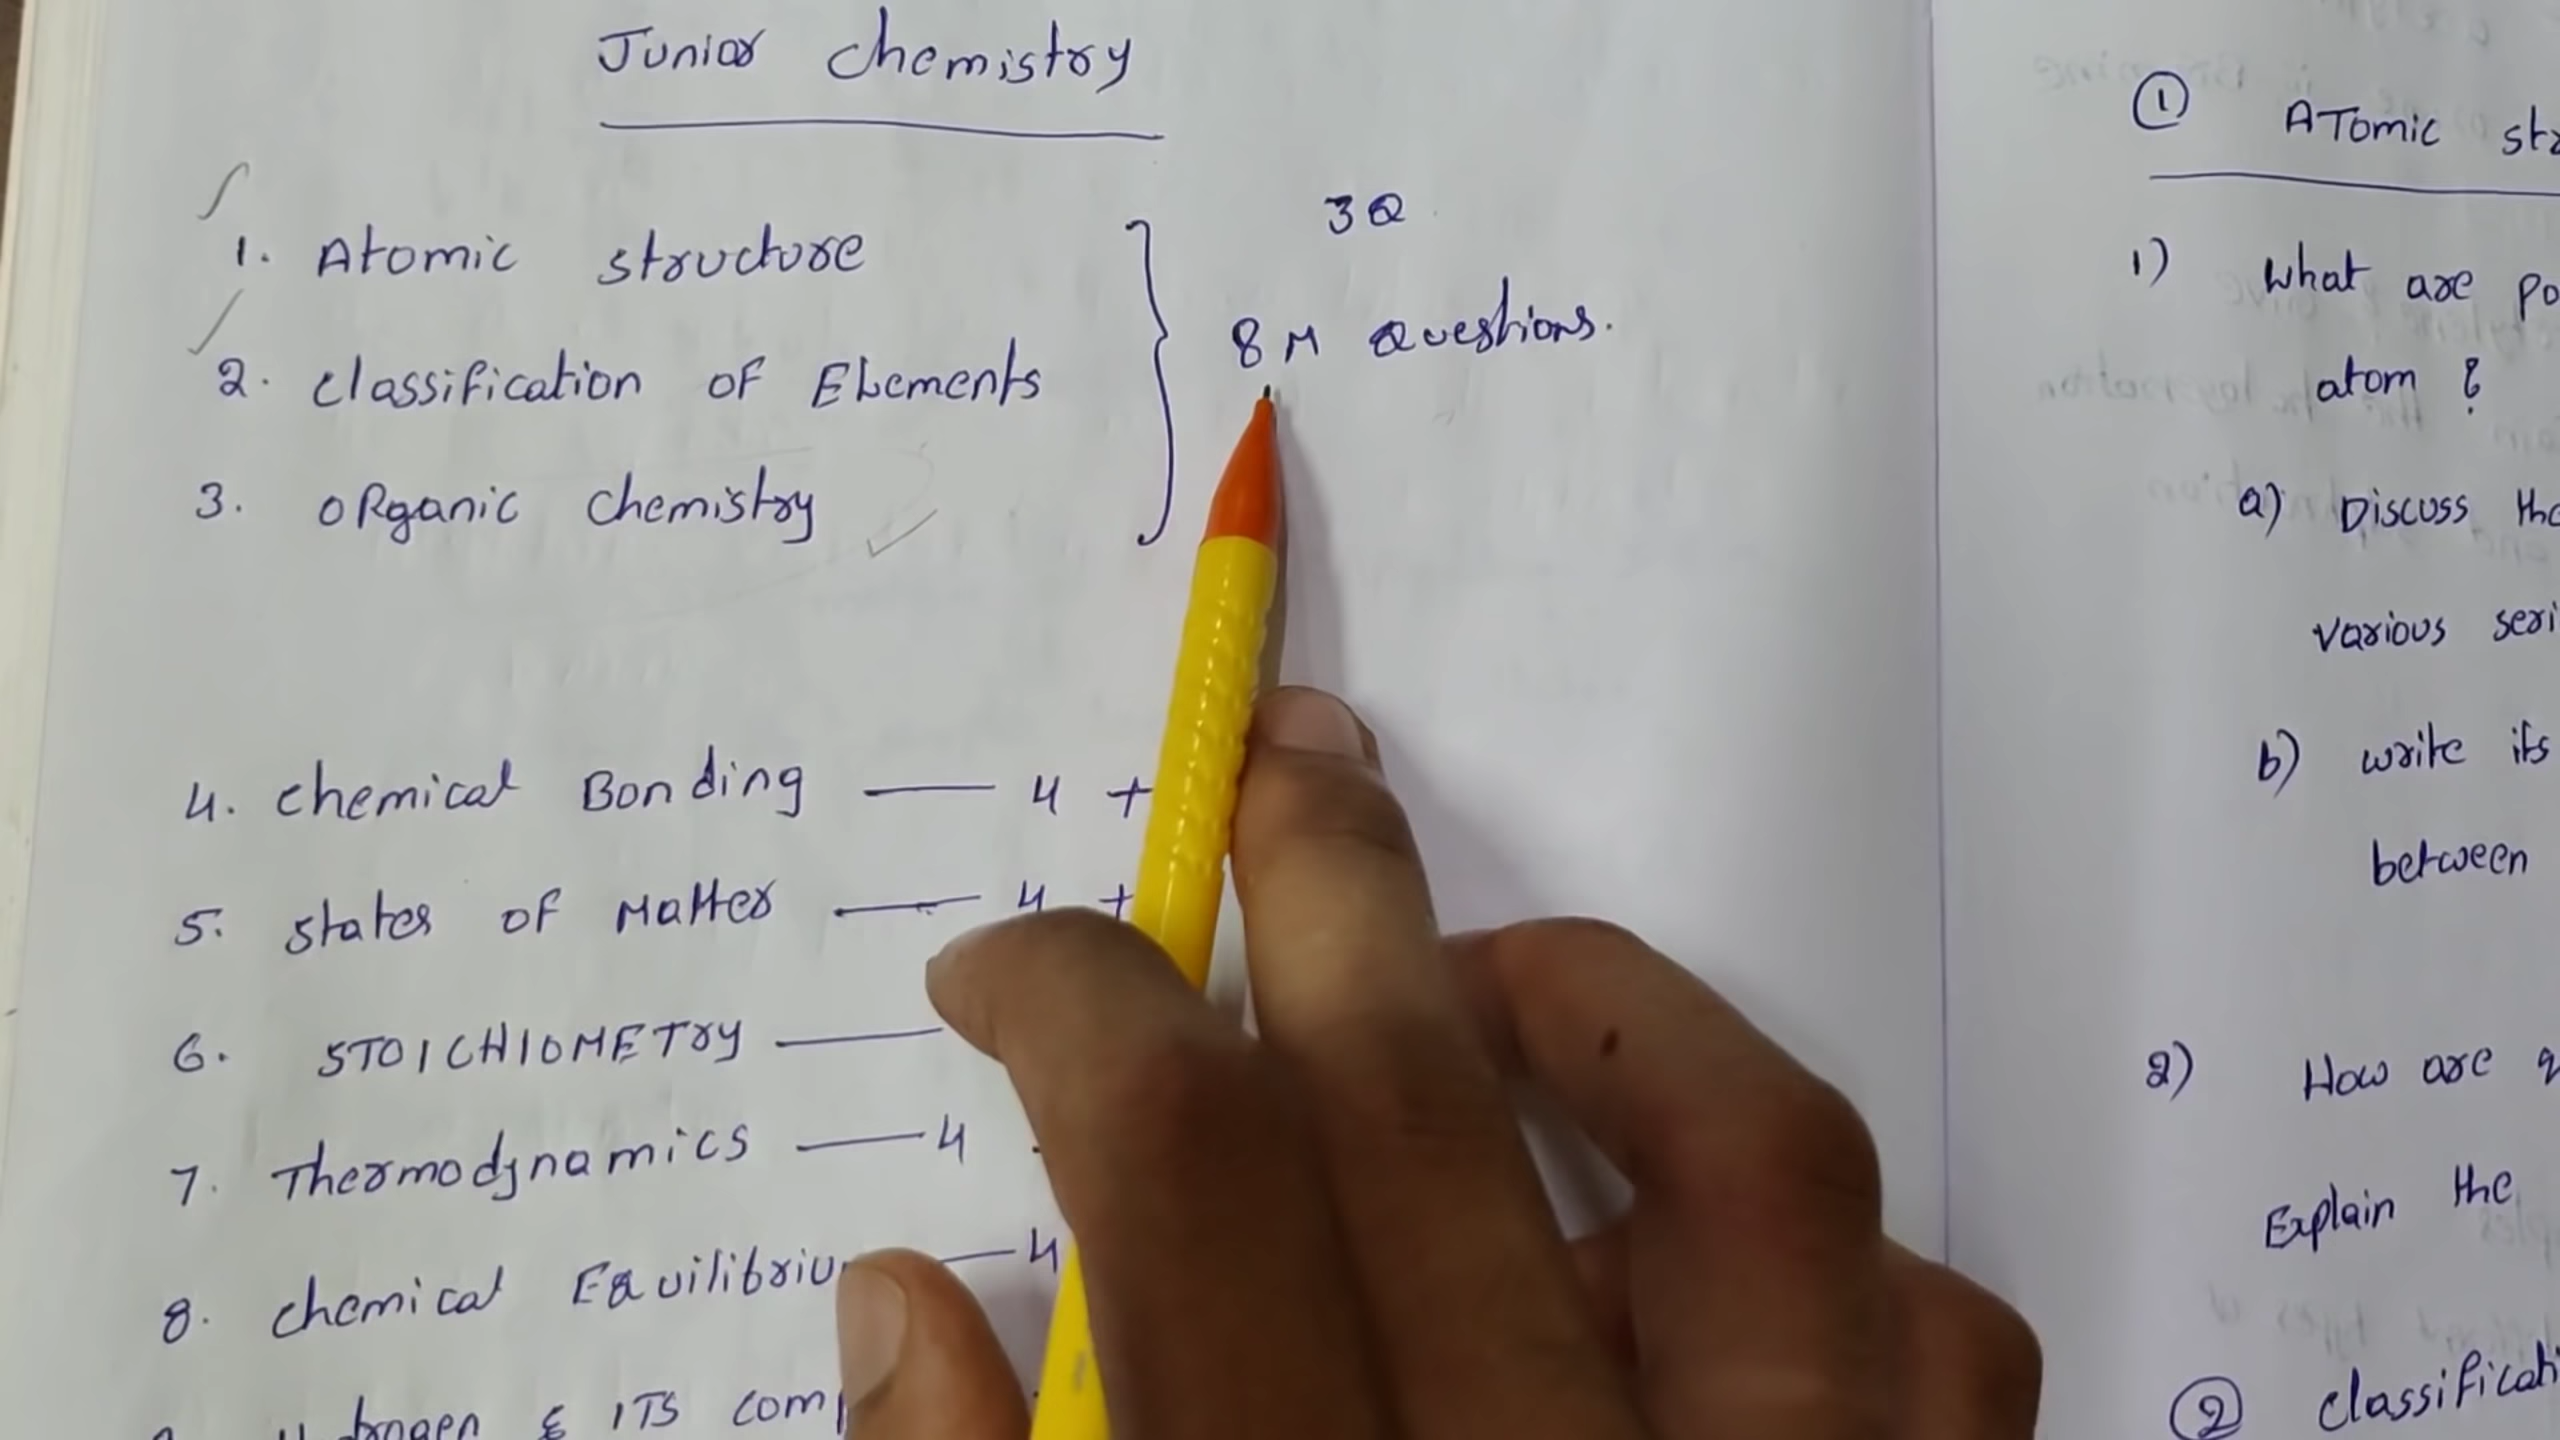 Junior Chemistry
1. Atomic structure
2. Classification of Elements
3. Organic Chemistry
3Q
8M Questions.
4. Chemical Bonding — 4 +
5. States of Matter — 4 +
6. STOICHIOMETRY —
7. Thermodynamics — 4
8. Chemical — 4
& ITS
① ATomic
1) What are
atom ?
a) Discuss
various
b) write its
between
2) How are
Explain the
②